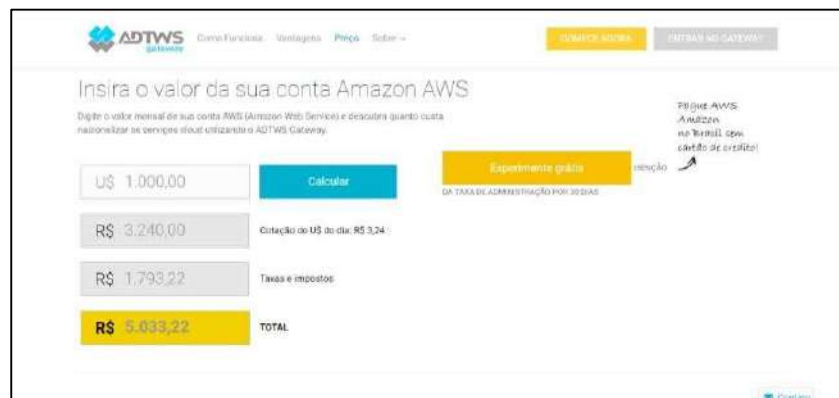 ADTWS
gateway
Como Funciona Vantagens Preço Sobre
COMECE AGORA
ENTRAR NO GATEWAY
Insira o valor da sua conta Amazon AWS
Digite o valor mensal de sua conta AWS (Amazon Web Service) e descubra quanto custa
nacionalizar os serviços cloud utilizando o ADTWS Gateway.
Pague AWS
Amazon
no Brasil sem
cartão de crédito!
U$ 1.000,00
Calcular
Experimente grátis
isenção
DA TAXA DE ADMINISTRAÇÃO POR 30 DIAS
R$ 3.240,00
Cotação do U$ do dia: R$ 3,24
R$ 1.793,22
Taxas e impostos
R$ 5.033,22
TOTAL
Contato